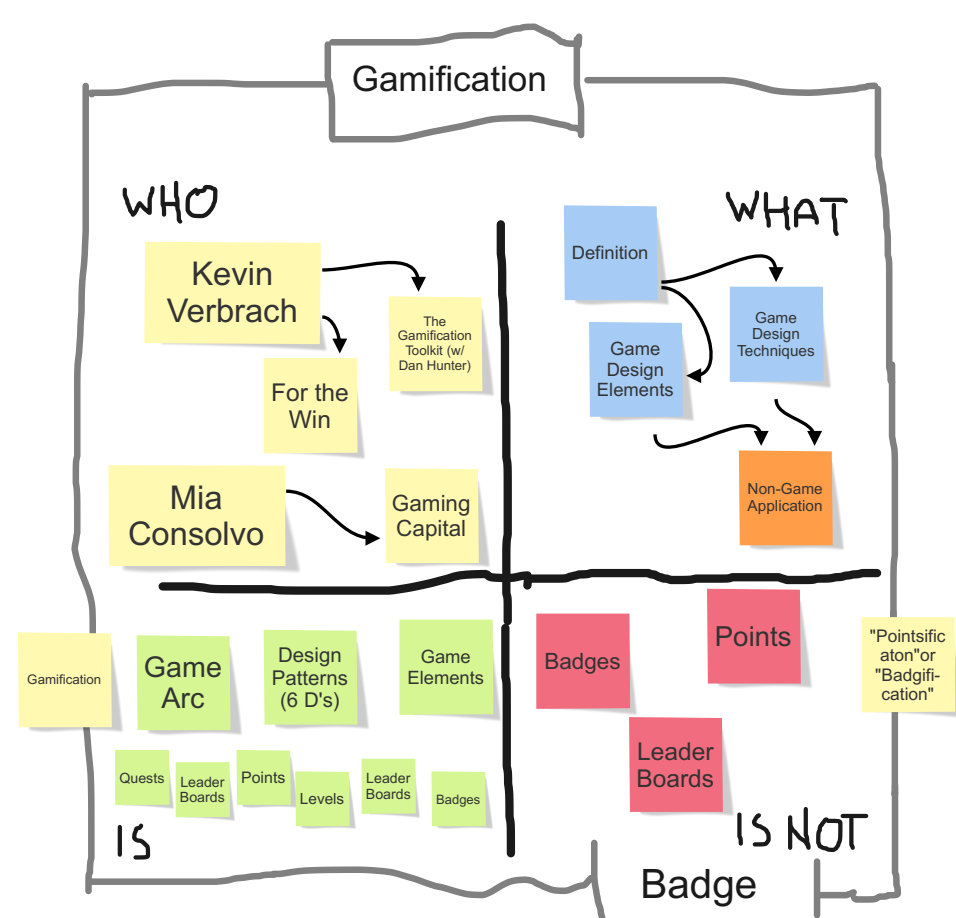 Gamification
WHO
WHAT
Kevin
Verbrach
The
Gamification
Toolkit (w/
Dan Hunter)
For the
Win
Mia
Consolvo
Gaming
Capital
Definition
Game
Design
Techniques
Game
Design
Elements
Non-Game
Application
Gamification
Game
Arc
Design
Patterns
(6 D's)
Game
Elements
Quests
Leader
Boards
Points
Levels
Leader
Boards
Badges
IS
Badges
Points
Leader
Boards
"Pointsific
aton"or
"Badgifi-
cation"
IS NOT
Badge